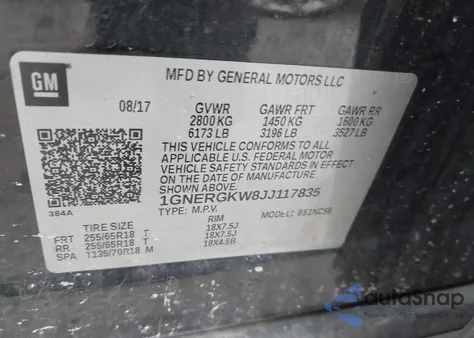 GM
MFD BY GENERAL MOTORS LLC
08/17 GVWR GAWR FRT GAWR RR
2800 KG 1450 KG 1600 KG
6173 LB 3196 LB 3527 LB
THIS VEHICLE CONFORMS TO ALL
APPLICABLE U.S. FEDERAL MOTOR
VEHICLE SAFETY STANDARDS IN EFFECT
ON THE DATE OF MANUFACTURE SHOWN ABOVE.
1GNERGKW8JJ117835
384A
TYPE: M.P.V. MODEL:
TIRE SIZE RIM
FRT 255/65R18 T 18X7.5J
RR 255/65R18 T 18X7.5J
SPA T135/70R18 M 18X4.5B
autoSnap